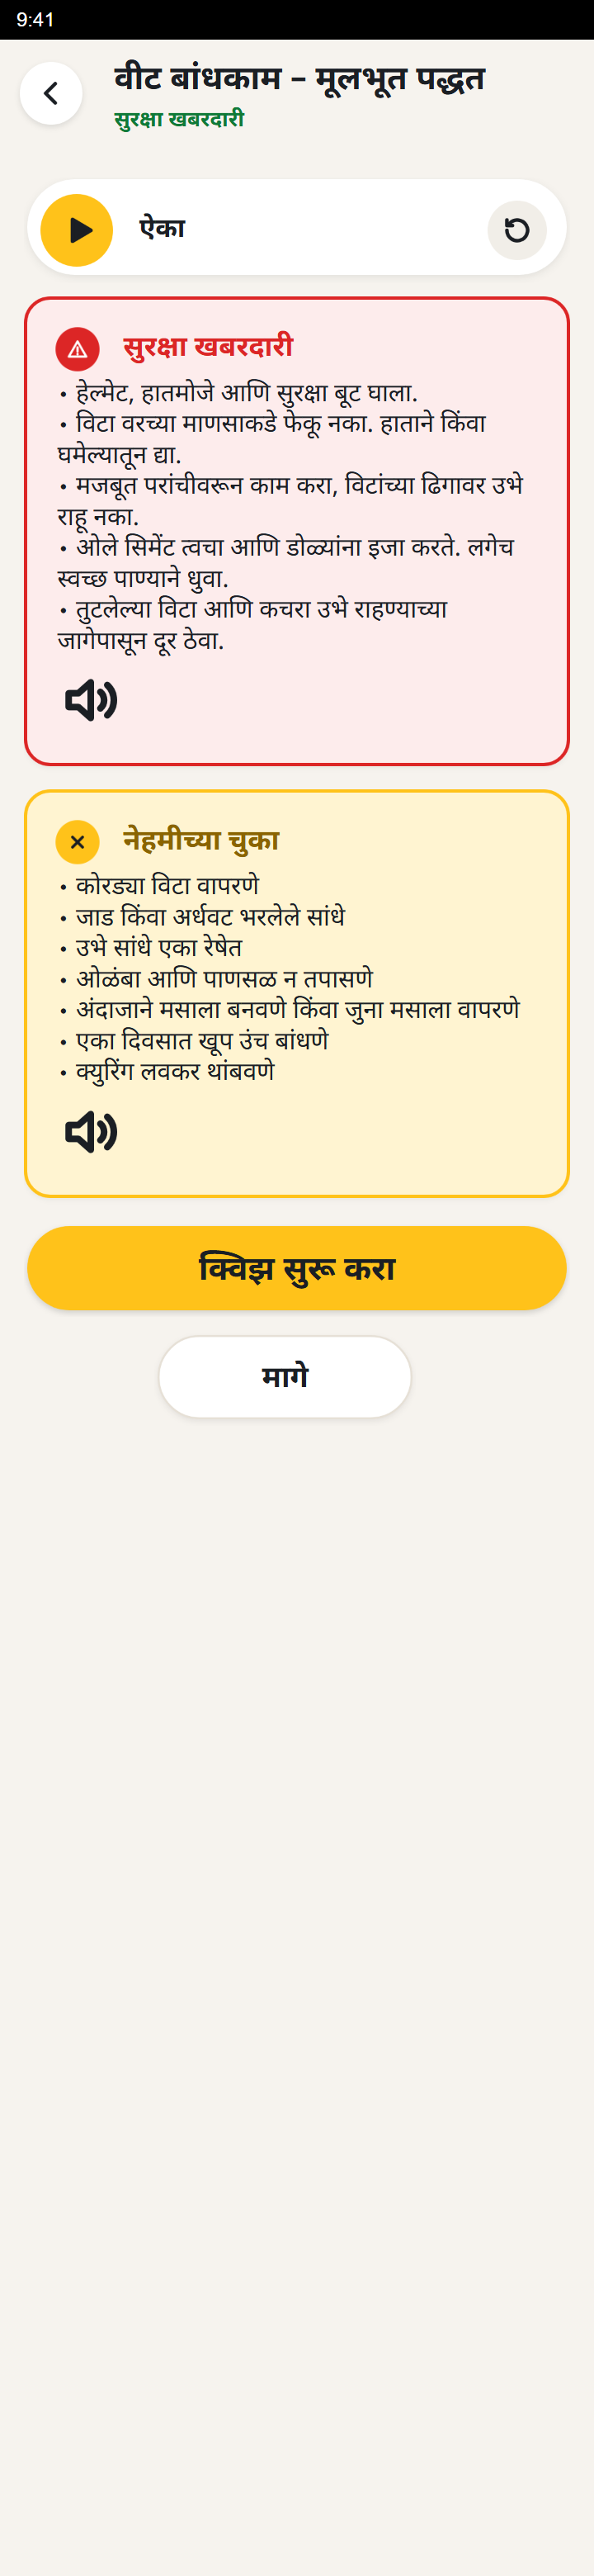 9:41
वीट बांधकाम – मूलभूत पद्धत
सुरक्षा खबरदारी
ऐका
सुरक्षा खबरदारी
• हेल्मेट, हातमोजे आणि सुरक्षा बूट घाला.
• विटा वरच्या माणसाकडे फेकू नका. हाताने किंवा
घमेल्यातून द्या.
• मजबूत परांचीवरून काम करा, विटांच्या ढिगावर उभे
राहू नका.
• ओले सिमेंट त्वचा आणि डोळ्यांना इजा करते. लगेच
स्वच्छ पाण्याने धुवा.
• तुटलेल्या विटा आणि कचरा उभे राहण्याच्या
जागेपासून दूर ठेवा.
नेहमीच्या चुका
• कोरड्या विटा वापरणे
• जाड किंवा अर्धवट भरलेले सांधे
• उभे सांधे एका रेषेत
• ओळंबा आणि पाणसळ न तपासणे
• अंदाजाने मसाला बनवणे किंवा जुना मसाला वापरणे
• एका दिवसात खूप उंच बांधणे
• क्युरिंग लवकर थांबवणे
क्विझ सुरू करा
मागे